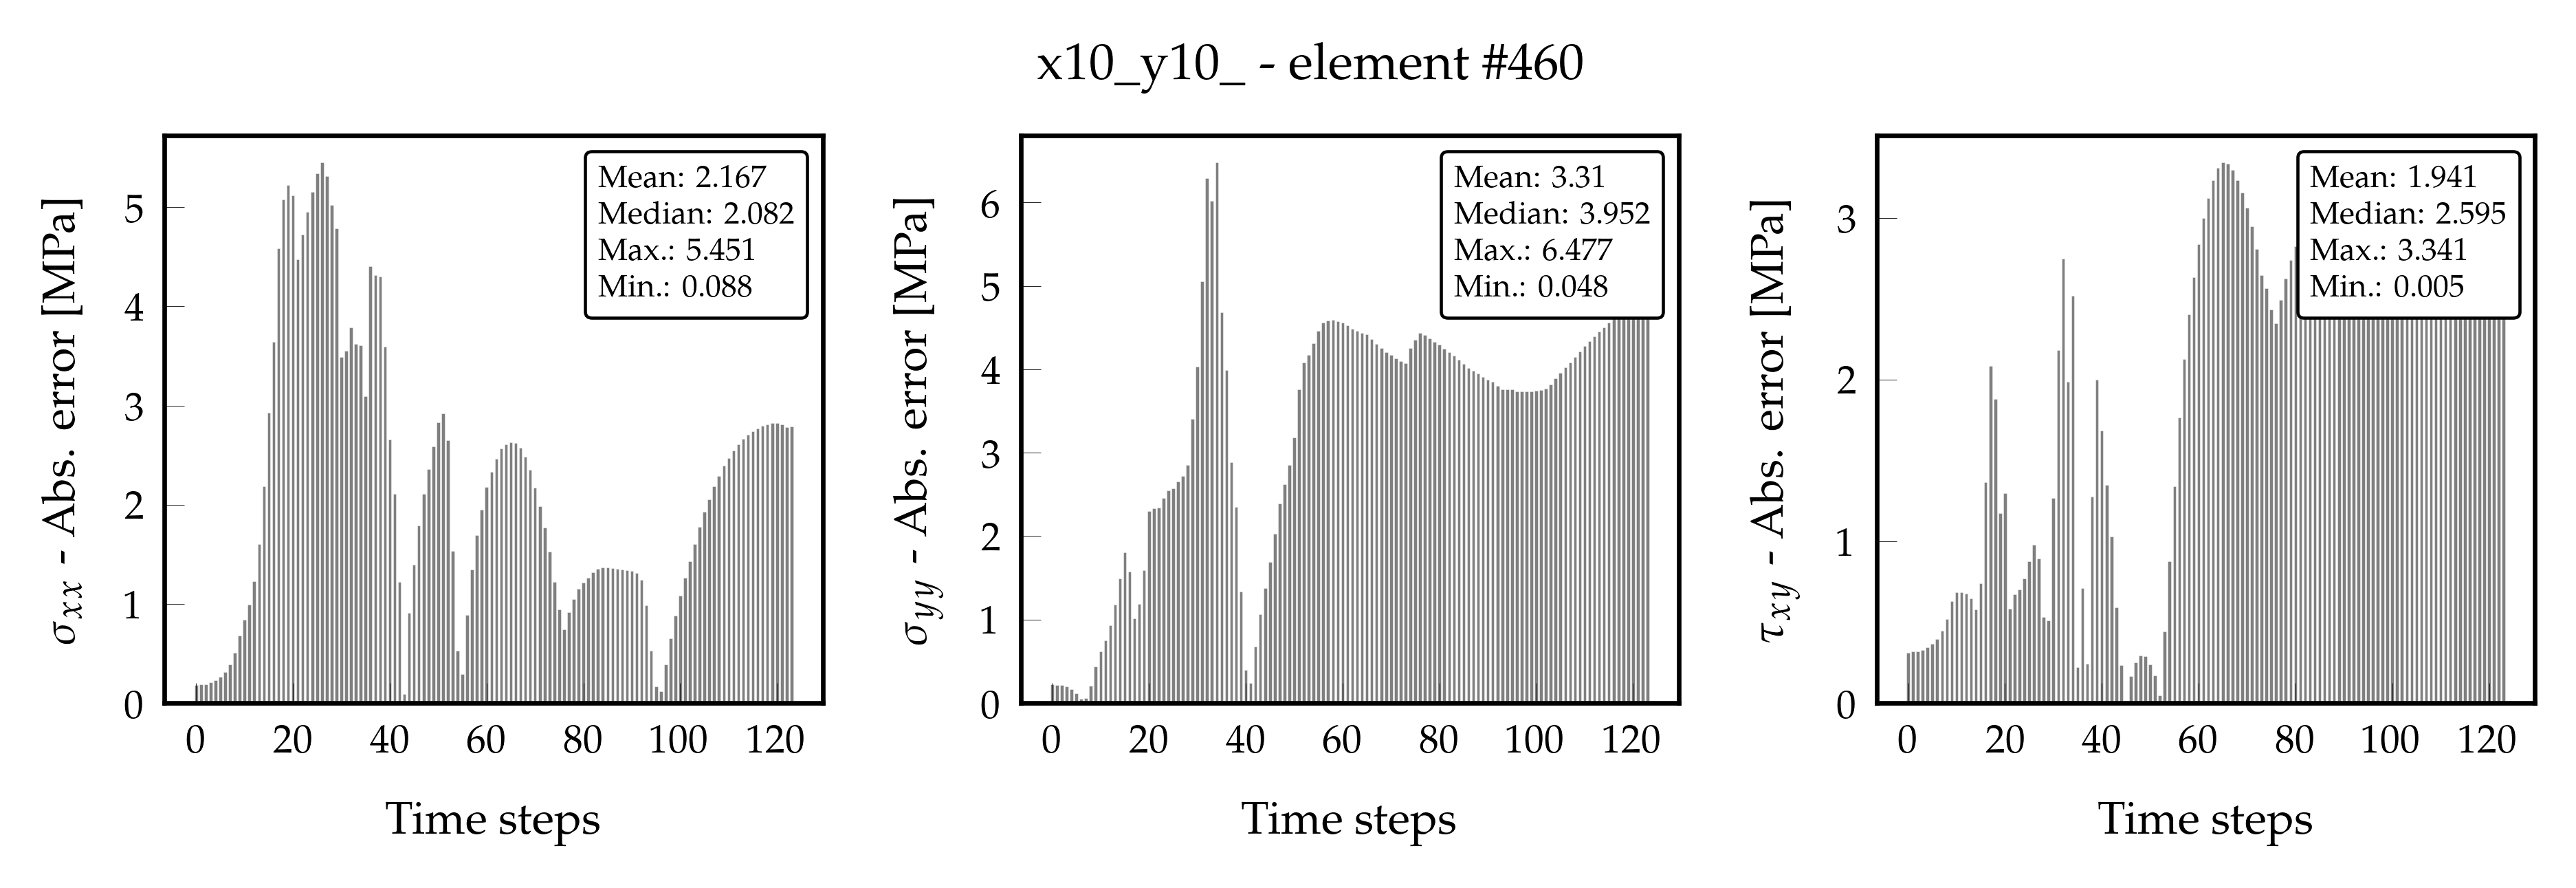 x10_y10_ - element #460
σxx - Abs. error [MPa]
5
4
3
2
1
0
0 20 40 60 80 100 120
Time steps
Mean: 2.167
Median: 2.082
Max.: 5.451
Min.: 0.088
σyy - Abs. error [MPa]
6
5
4
3
2
1
0
0 20 40 60 80 100 120
Time steps
Mean: 3.31
Median: 3.952
Max.: 6.477
Min.: 0.048
τxy - Abs. error [MPa]
3
2
1
0
0 20 40 60 80 100 120
Time steps
Mean: 1.941
Median: 2.595
Max.: 3.341
Min.: 0.005